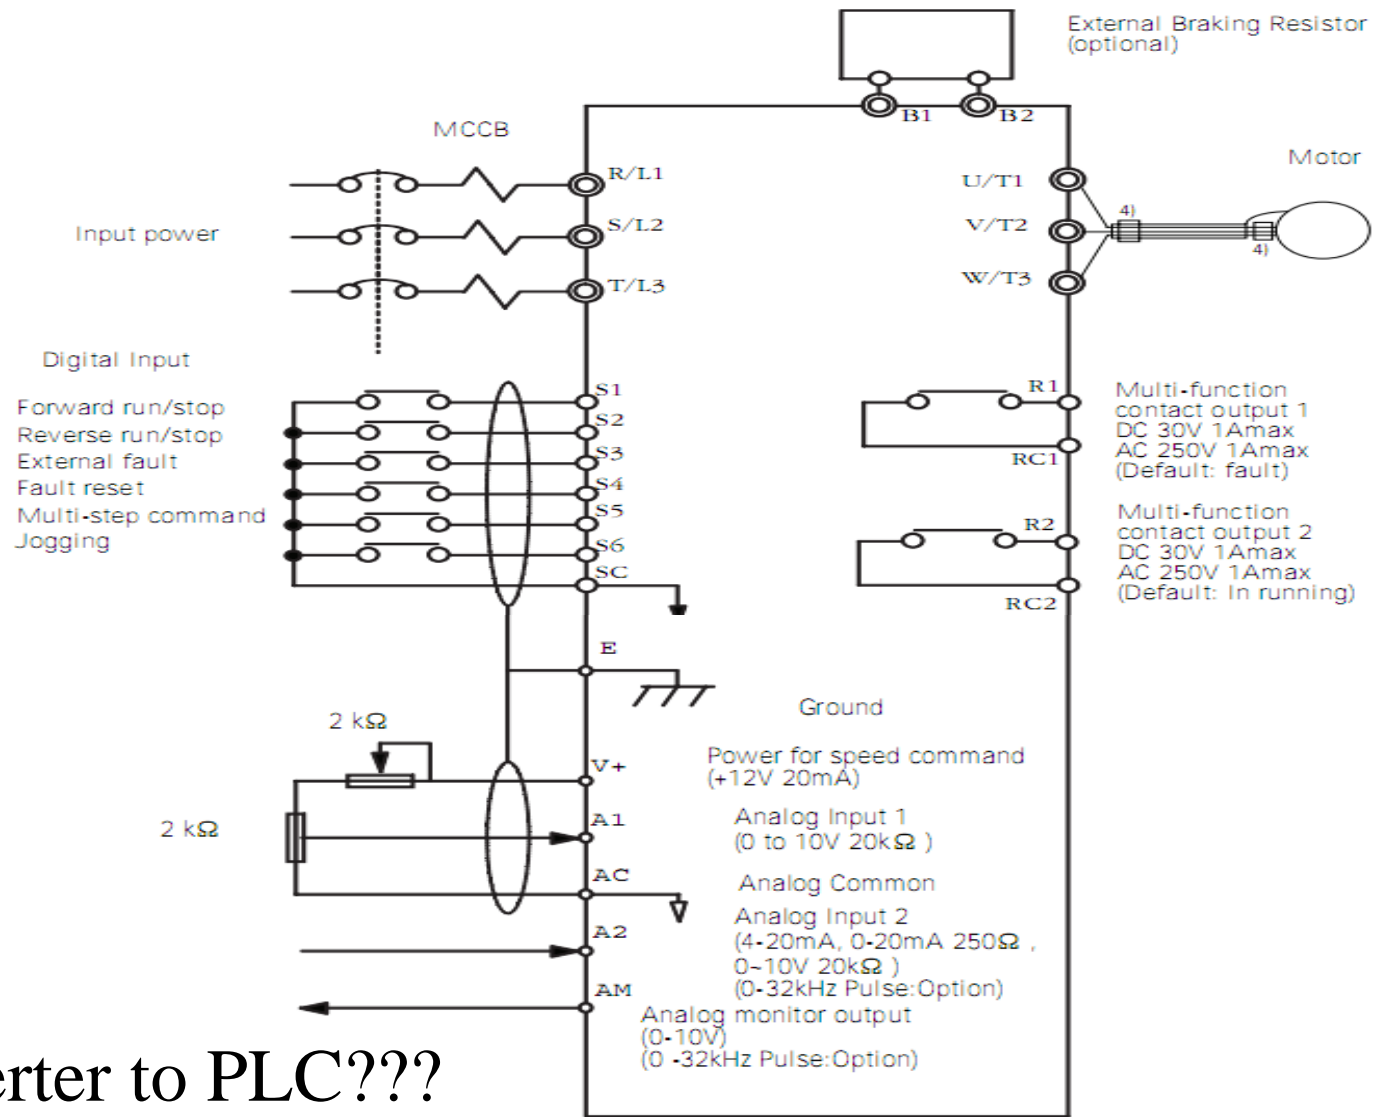 External Braking Resistor
(optional)
B1
B2
MCCB
Motor
R/L1
U/T1
4)
Input power
S/L2
V/T2
4)
T/L3
W/T3
Digital Input
Forward run/stop
Reverse run/stop
External fault
Fault reset
Multi-step command
Jogging
S1
S2
S3
S4
S5
S6
SC
R1
RC1
Multi-function
contact output 1
DC 30V 1Amax
AC 250V 1Amax
(Default: fault)
R2
RC2
Multi-function
contact output 2
DC 30V 1Amax
AC 250V 1Amax
(Default: In running)
E
Ground
2 kΩ
V+
Power for speed command
(+12V 20mA)
2 kΩ
A1
Analog Input 1
(0 to 10V 20kΩ )
AC
Analog Common
A2
Analog Input 2
(4-20mA, 0-20mA 250Ω ,
0~10V 20kΩ )
(0-32kHz Pulse:Option)
AM
Analog monitor output
(0-10V)
(0 -32kHz Pulse:Option)
erter to PLC???